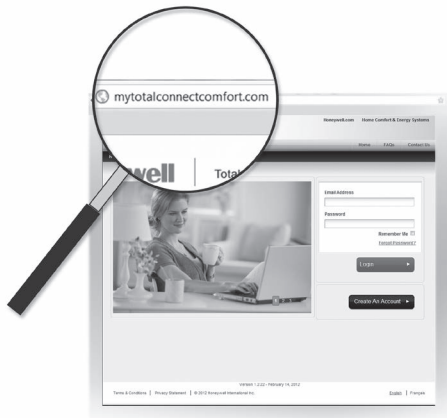 mytotalconnectcomfort.com
Honeywell.com Home Comfort & Energy Systems
Home FAQs Contact Us
well Total
Email Address
Password
Remember Me
Forgot Password?
Login
Create An Account
Version 1.2.22 - February 14, 2012
Terms & Conditions | Privacy Statement | © 2012 Honeywell International Inc.
English | Français